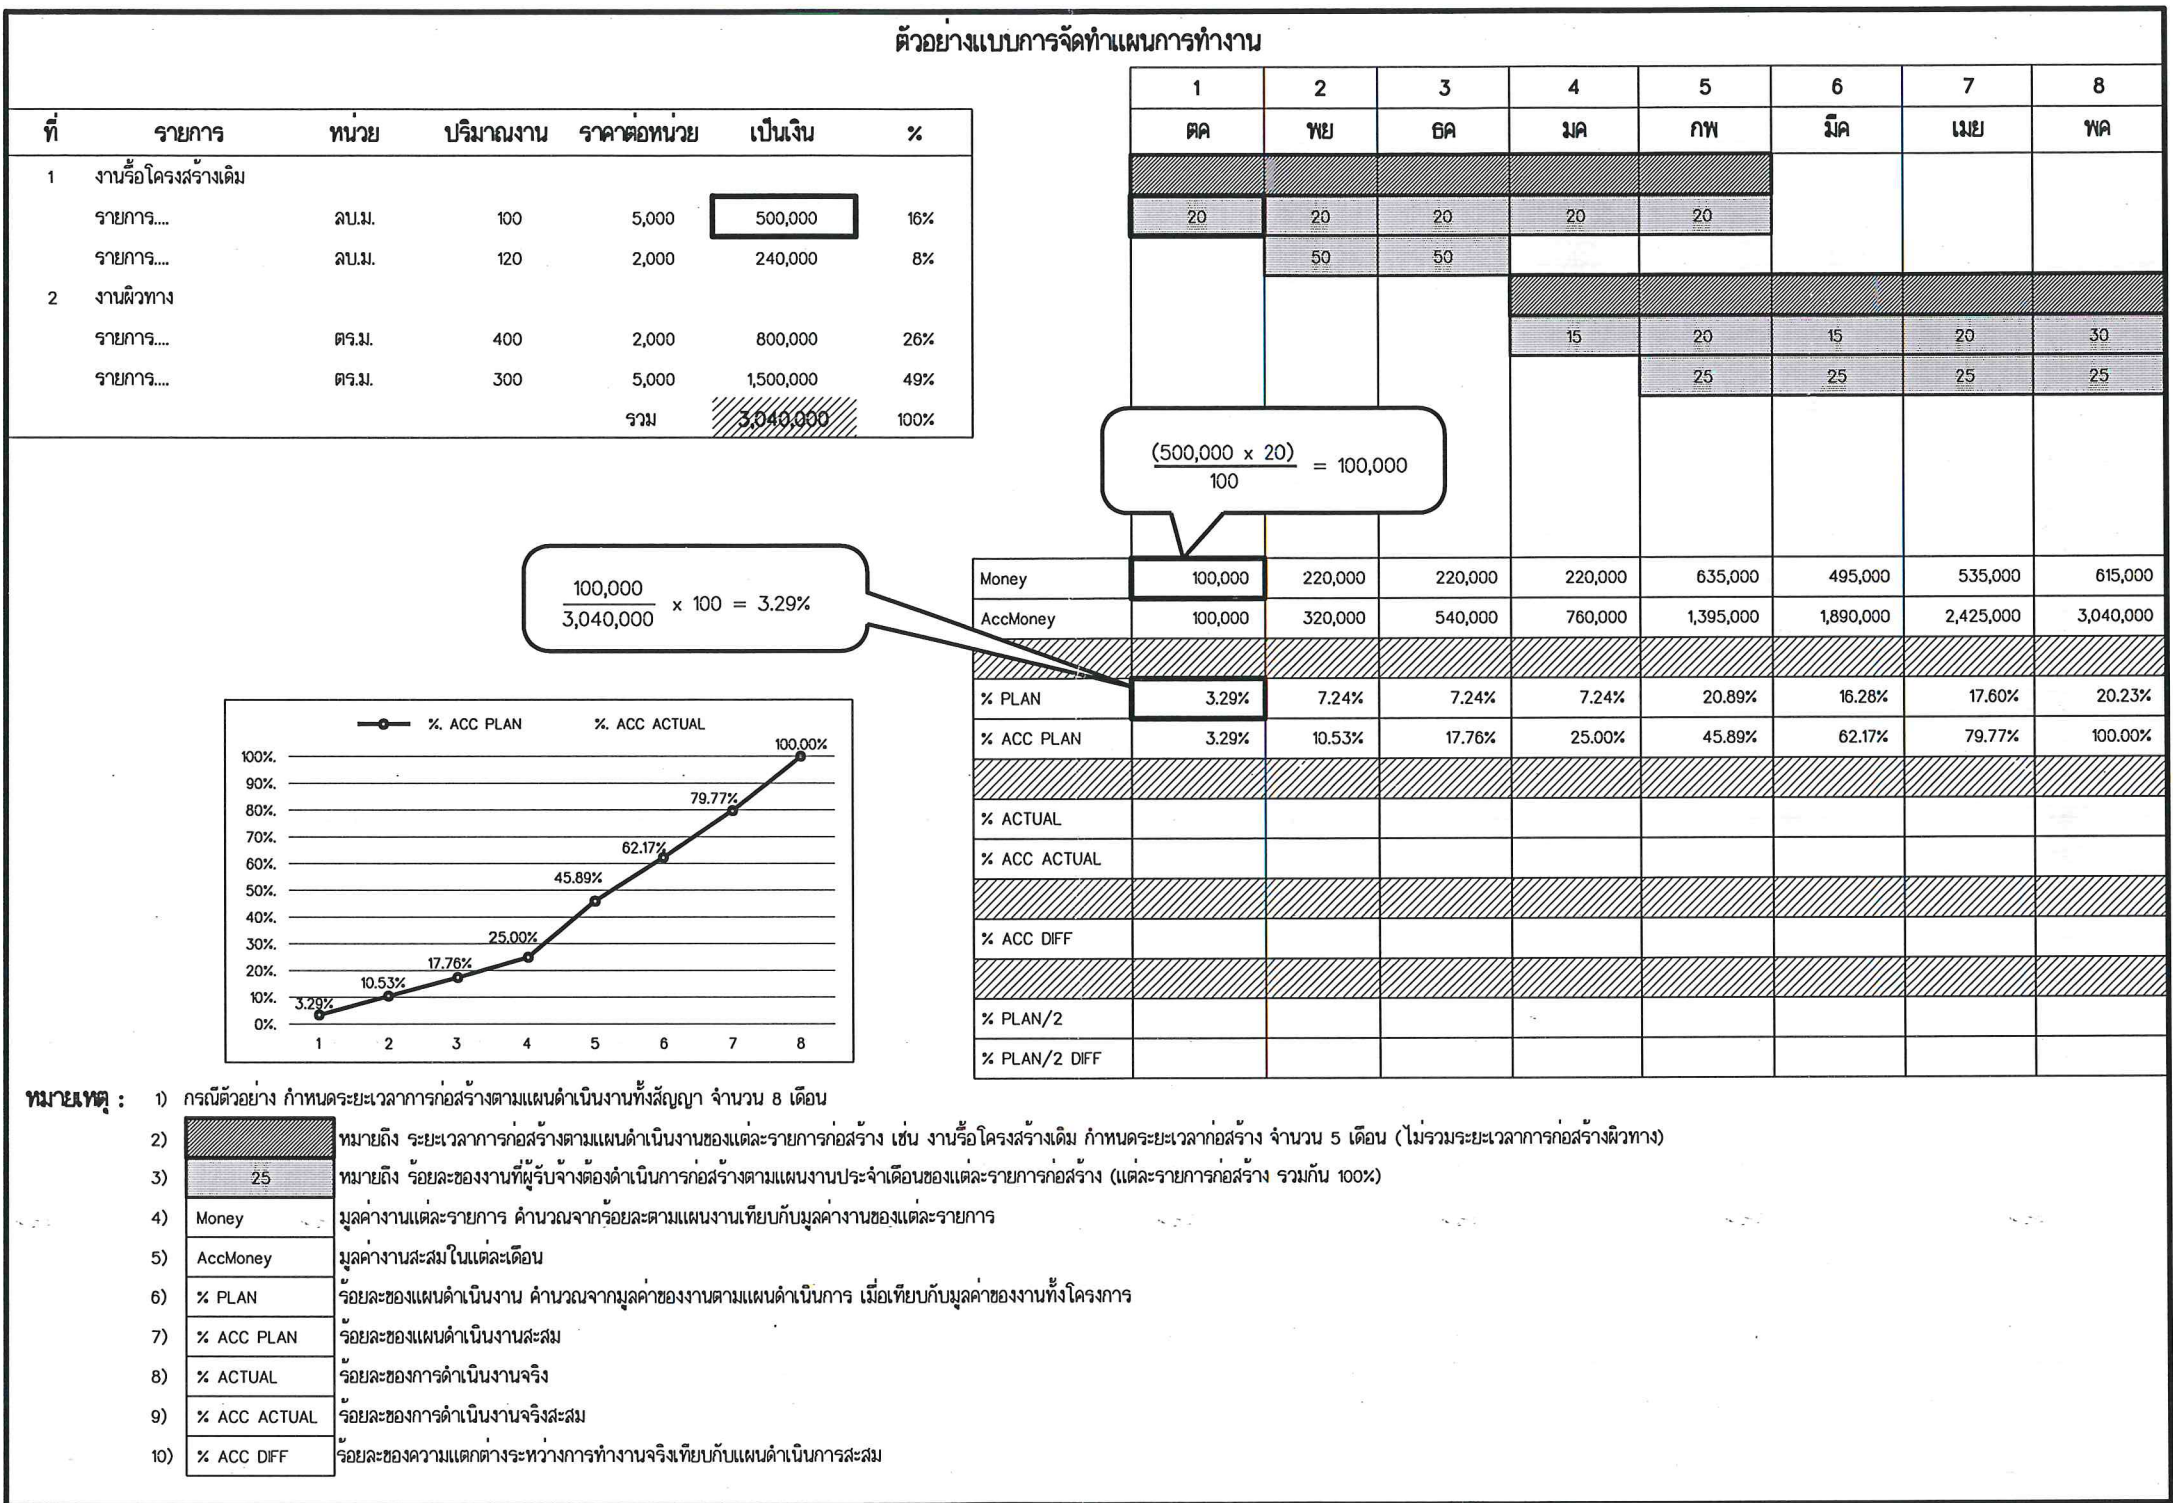 ตัวอย่างแบบการจัดทำแผนการทำงาน
1 2 3 4 5 6 7 8
ที่ รายการ หน่วย ปริมาณงาน ราคาต่อหน่วย เป็นเงิน % ตค พย ธค มค กพ มีค เมย พค
1 งานรื้อโครงสร้างเดิม
รายการ.... ลบ.ม. 100 5,000 500,000 16% 20 20 20 20 20
รายการ.... ลบ.ม. 120 2,000 240,000 8% 50 50
2 งานผิวทาง
รายการ.... ตร.ม. 400 2,000 800,000 26% 15 20 15 20 30
รายการ.... ตร.ม. 300 5,000 1,500,000 49% 25 25 25 25
รวม 3,040,000 100%
(500,000 x 20)
100
= 100,000
100,000
3,040,000
x 100 = 3.29%
Money 100,000 220,000 220,000 220,000 635,000 495,000 535,000 615,000
AccMoney 100,000 320,000 540,000 760,000 1,395,000 1,890,000 2,425,000 3,040,000
% PLAN 3.29% 7.24% 7.24% 7.24% 20.89% 16.28% 17.60% 20.23%
% ACC PLAN 3.29% 10.53% 17.76% 25.00% 45.89% 62.17% 79.77% 100.00%
% ACTUAL
% ACC ACTUAL
% ACC DIFF
% PLAN/2
% PLAN/2 DIFF
%. ACC PLAN %. ACC ACTUAL
100%.
90%.
80%.
70%.
60%.
50%.
40%.
30%.
20%.
10%.
0%.
3.29% 10.53% 17.76% 25.00% 45.89% 62.17% 79.77% 100.00%
1 2 3 4 5 6 7 8
หมายเหตุ : 1) กรณีตัวอย่าง กำหนดระยะเวลาการก่อสร้างตามแผนดำเนินงานทั้งสัญญา จำนวน 8 เดือน
2) หมายถึง ระยะเวลาการก่อสร้างตามแผนดำเนินงานของแต่ละรายการก่อสร้าง เช่น งานรื้อโครงสร้างเดิม กำหนดระยะเวลาก่อสร้าง จำนวน 5 เดือน (ไม่รวมระยะเวลาการก่อสร้างผิวทาง)
3) 25 หมายถึง ร้อยละของงานที่ผู้รับจ้างต้องดำเนินการก่อสร้างตามแผนงานประจำเดือนของแต่ละรายการก่อสร้าง (แต่ละรายการก่อสร้าง รวมกัน 100%)
4) Money มูลค่างานแต่ละรายการ คำนวณจากร้อยละตามแผนงานเทียบกับมูลค่างานของแต่ละรายการ
5) AccMoney มูลค่างานสะสมในแต่ละเดือน
6) % PLAN ร้อยละของแผนดำเนินงาน คำนวณจากมูลค่าของงานตามแผนดำเนินการ เมื่อเทียบกับมูลค่าของงานทั้งโครงการ
7) % ACC PLAN ร้อยละของแผนดำเนินงานสะสม
8) % ACTUAL ร้อยละของการดำเนินงานจริง
9) % ACC ACTUAL ร้อยละของการดำเนินงานจริงสะสม
10) % ACC DIFF ร้อยละของความแตกต่างระหว่างการทำงานจริงเทียบกับแผนดำเนินการสะสม